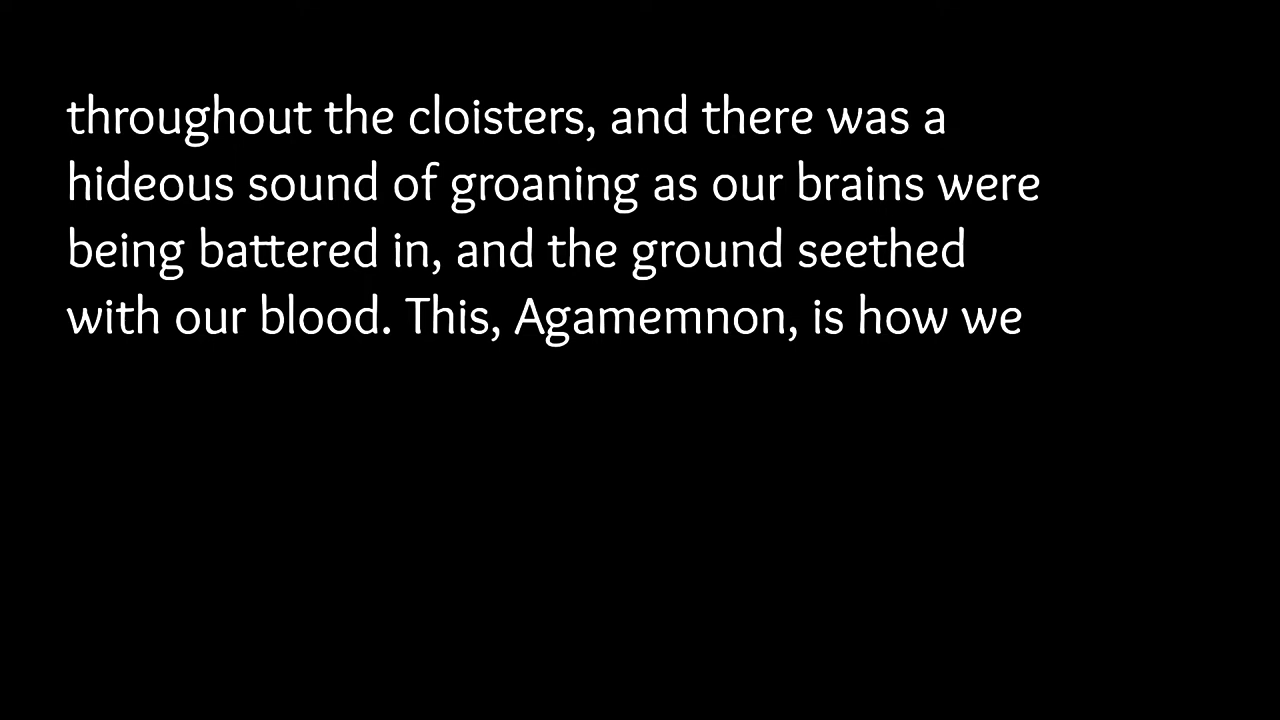 throughout the cloisters, and there was a
hideous sound of groaning as our brains were
being battered in, and the ground seethed
with our blood. This, Agamemnon, is how we